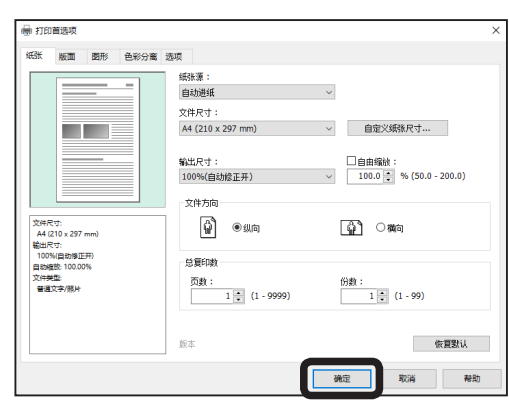 打印首选项
纸张 版面 图形 色彩分离 选项
纸张源：
自动进纸
文件尺寸：
A4 (210 x 297 mm) 自定义纸张尺寸...
输出尺寸： 自由缩放：
100%(自动修正开) 100.0 % (50.0 - 200.0)
文件方向
纵向 横向
总复印数
页数： 份数：
1 (1 - 9999) 1 (1 - 99)
文件尺寸:
A4 (210 x 297 mm)
输出尺寸:
100%(自动修正开)
自动缩放: 100.00%
文件类型:
普通文字/照片
版本 恢复默认
确定 取消 帮助